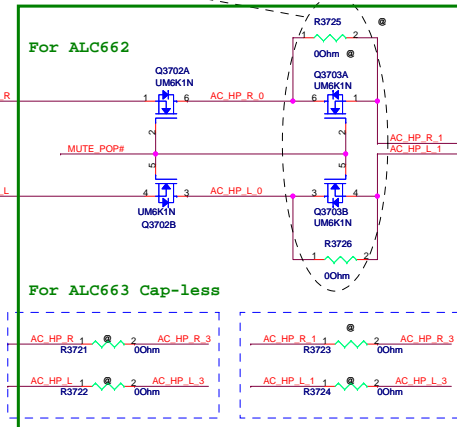 R3725 @
For ALC662
1 2
0Ohm @
Q3702A
UM6K1N
Q3703A
UM6K1N
R
1 6
AC_HP_R_0
6 1
2
2
AC_HP_R_1
MUTE_POP#
AC_HP_L_1
5
5
L
4 3
AC_HP_L_0
3 4
UM6K1N
Q3702B
Q3703B
UM6K1N
R3726
1 2
0Ohm
For ALC663 Cap-less
AC_HP_R 1 @ 2 AC_HP_R_3
R3721 0Ohm
AC_HP_L 1 @ 2 AC_HP_L_3
R3722 0Ohm
@
AC_HP_R_1 1 2 AC_HP_R_3
R3723 0Ohm
AC_HP_L_1 1 @ 2 AC_HP_L_3
R3724 0Ohm